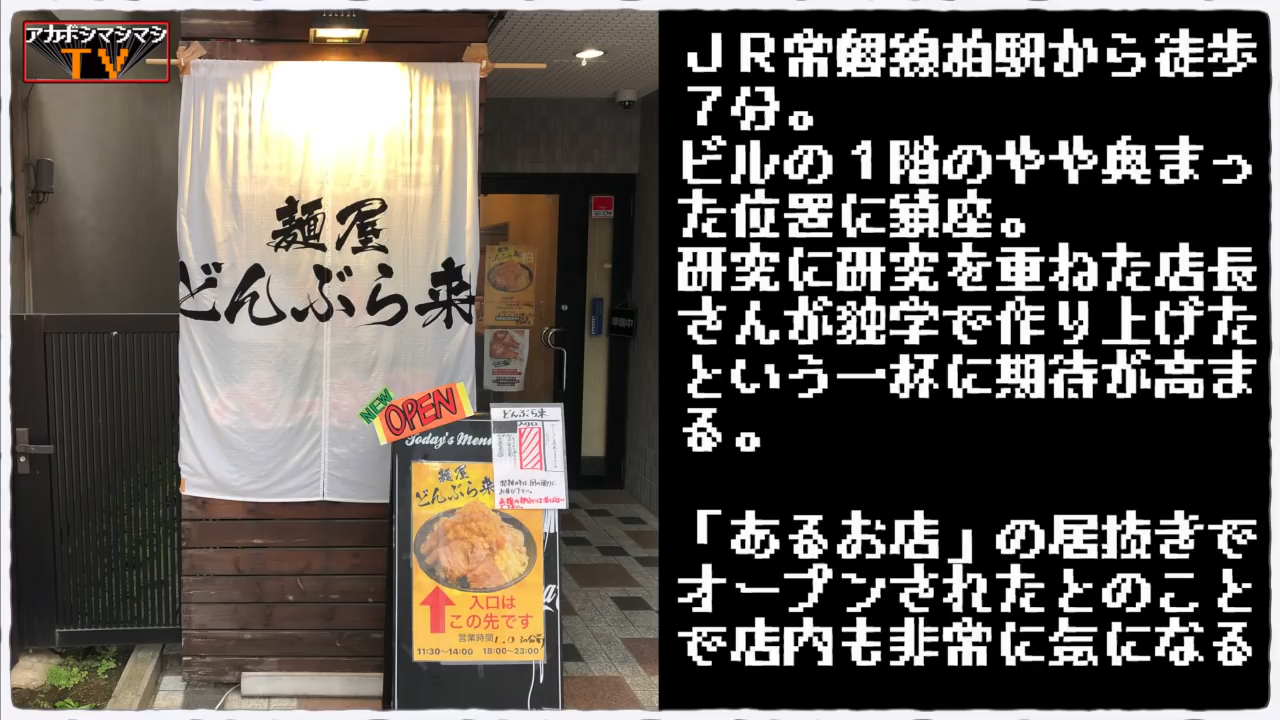 アカボシマシマシ
TV
麺屋
どんぶら来
NEW
OPEN
Today's Menu
どんぶら来
麺屋
どんぶら来
入口は
この先です
営業時間
11:30〜14:00 18:00〜23:00
JR常磐線柏駅から徒歩
7分。
ビルの1階のやや奥まっ
た位置に鎮座。
研究に研究を重ねた店長
さんが独学で作り上げた
という一杯に期待が高ま
る。
「あるお店」の居抜きで
オープンされたとのこと
で店内も非常に気になる